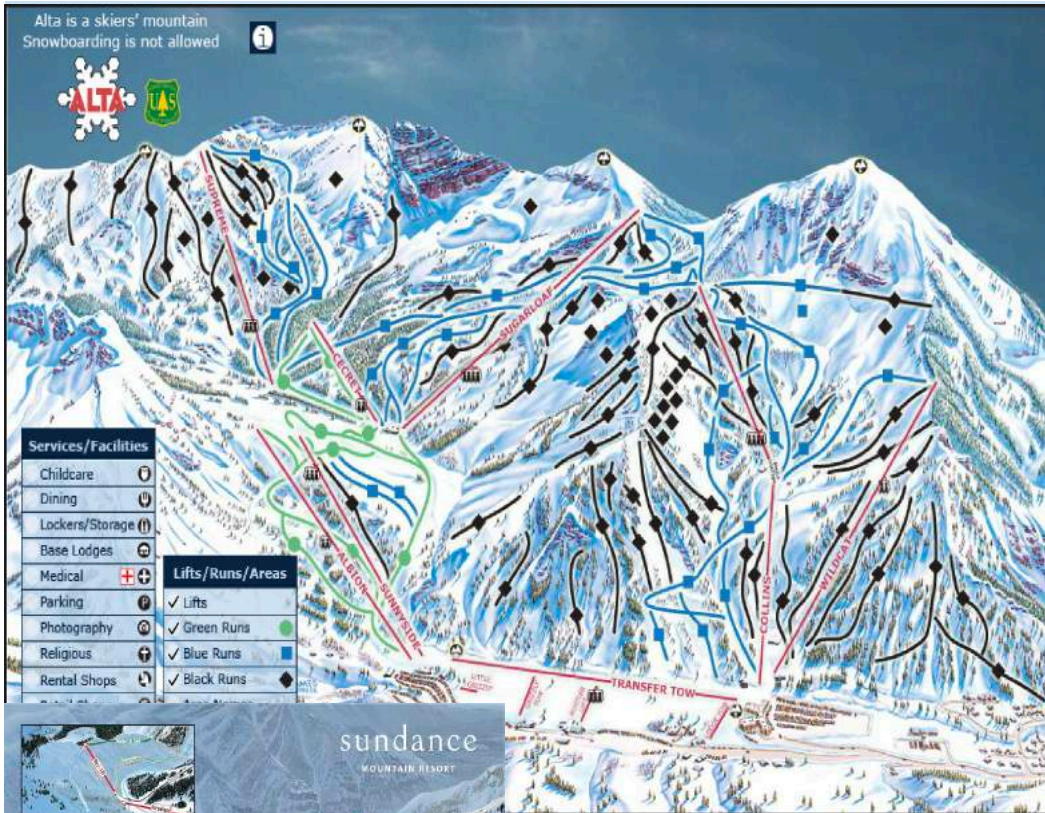 Alta is a skiers' mountain
Snowboarding is not allowed
i
ALTA
U S
SUPREME
SECRET
SUGARLOAF
Services/Facilities
Childcare
Dining
Lockers/Storage
Base Lodges
Medical
Parking
P
Photography
Religious
Rental Shops
Lifts/Runs/Areas
✓ Lifts
✓ Green Runs
✓ Blue Runs
✓ Black Runs
ALBION
SUNNYSIDE
COLLINS
WILDCAT
TRANSFER TOW
sundance
MOUNTAIN RESORT